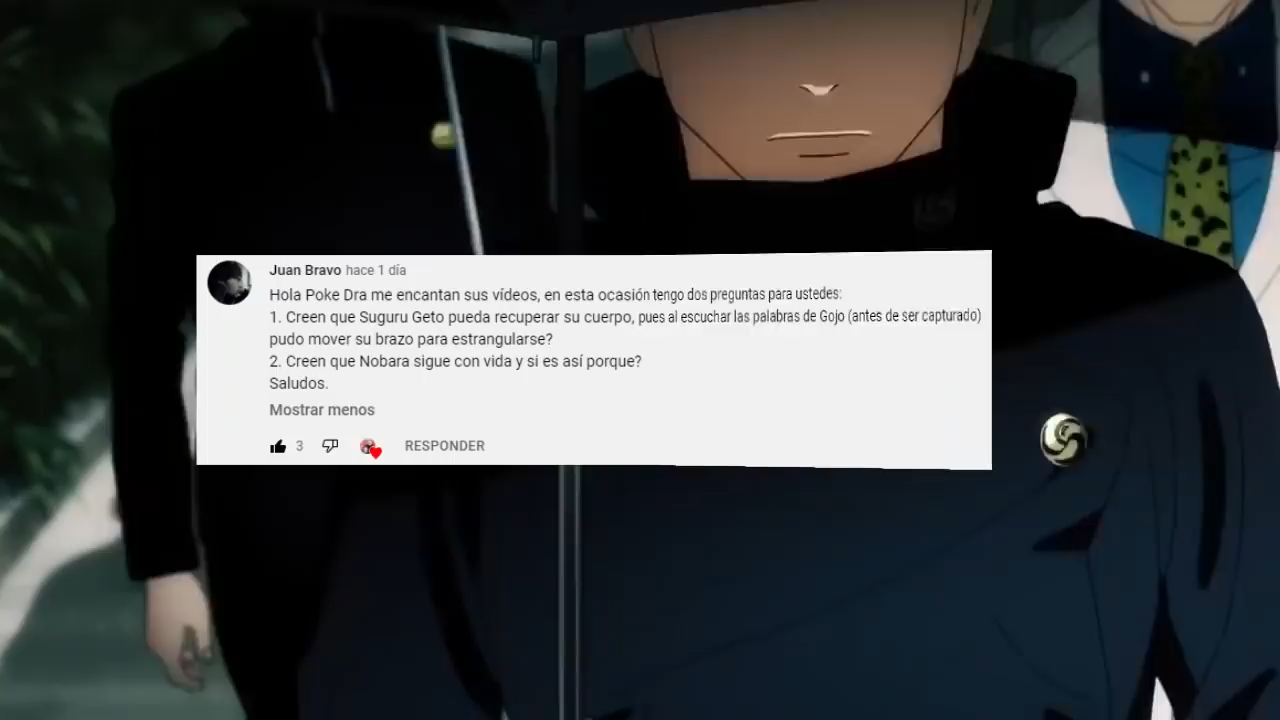 Juan Bravo hace 1 día
Hola Poke Dra me encantan sus vídeos, en esta ocasión tengo dos preguntas para ustedes:
1. Creen que Suguru Geto pueda recuperar su cuerpo, pues al escuchar las palabras de Gojo (antes de ser capturado)
pudo mover su brazo para estrangularse?
2. Creen que Nobara sigue con vida y si es así porque?
Saludos.
Mostrar menos
3 RESPONDER